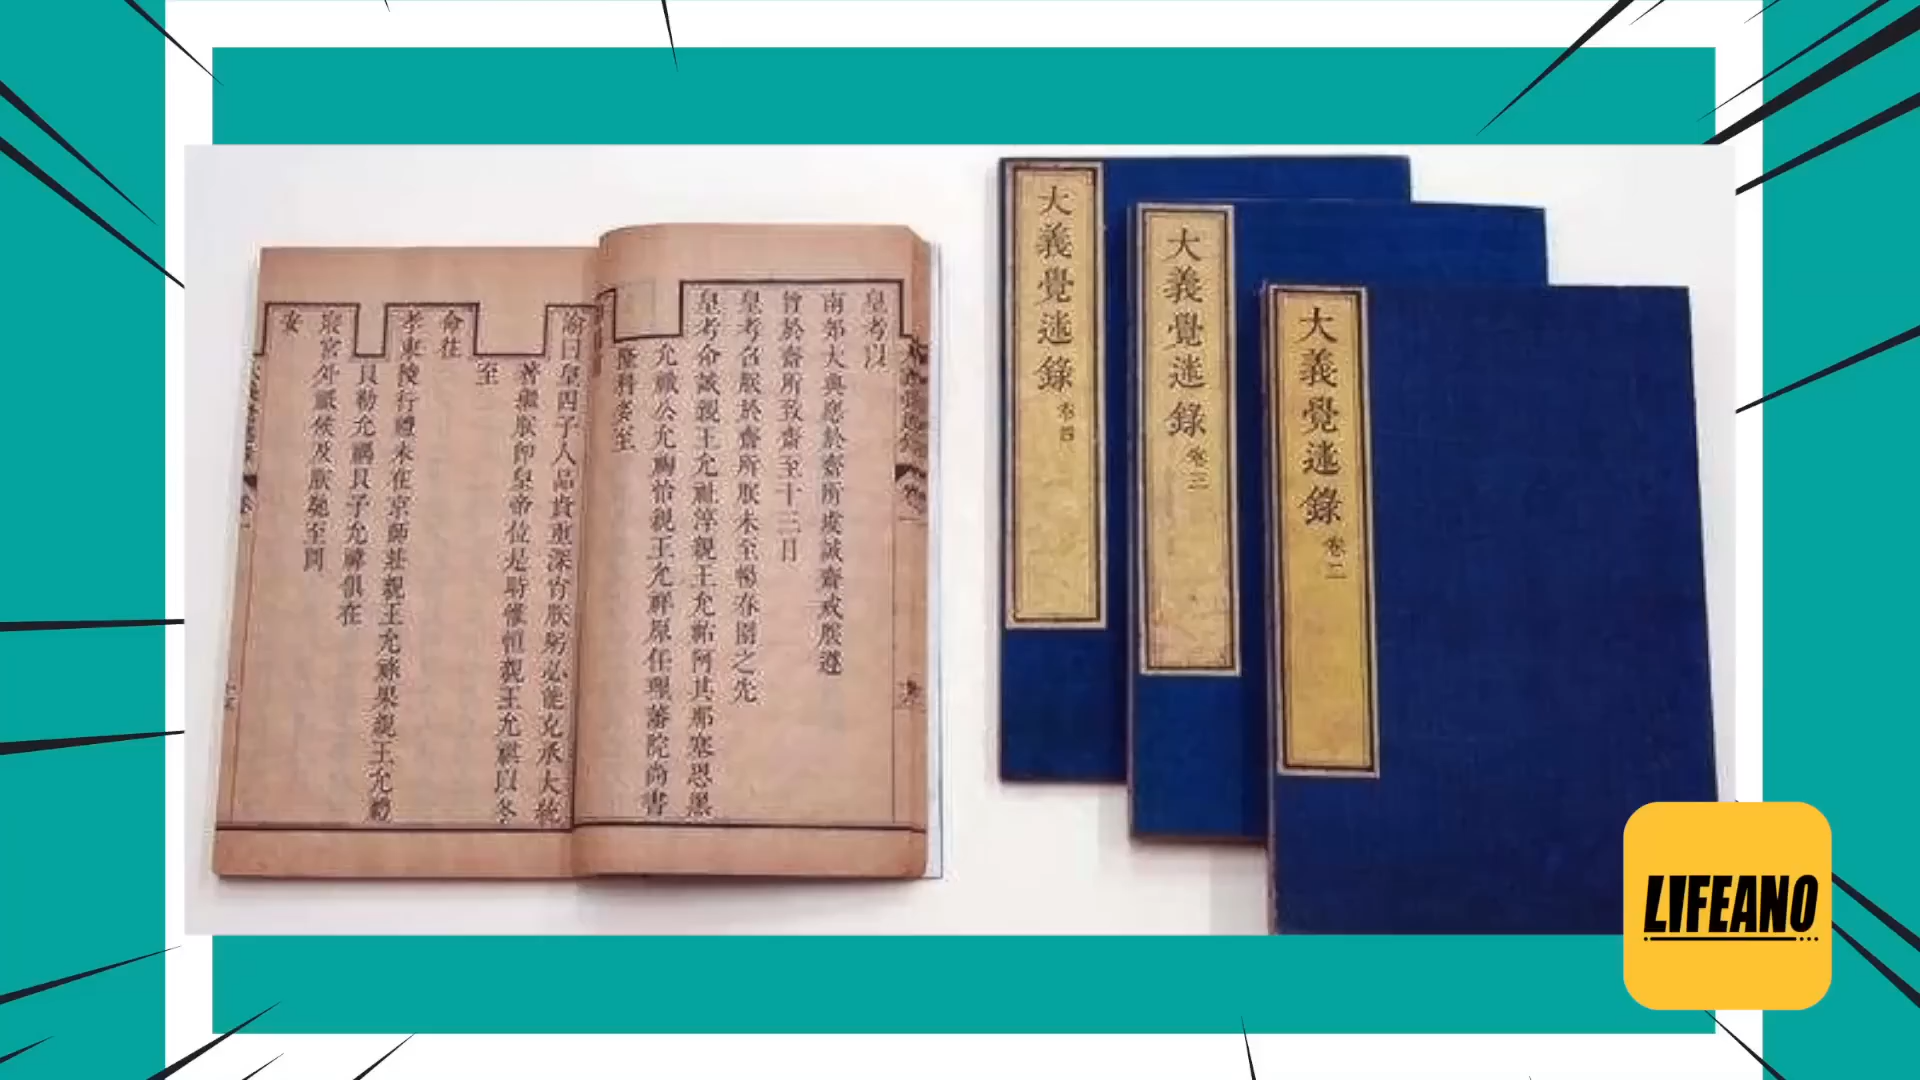 皇考以
南郊大典應於齋所虔誠齋戒朕遵
旨於齋所致齋至十三日
皇考召朕於齋所朕未至暢春園之先
皇考命誠親王允祉淳親王允祐阿其那塞思黑
允䄉公允祹怡親王允祥原任理藩院尚書
隆科多至
諭曰皇四子人品貴重深肖朕躬必能克承大統
著繼朕即皇帝位是時惟恒親王允祺以冬
至
命往
孝東陵行禮未在京師莊親王允祿果親王允禮
貝勒允禑貝子允禕俱在
寢宮外祗候及朕馳至問
安
大義覺迷錄 卷四
大義覺迷錄 卷三
大義覺迷錄 卷二
LIFEANO